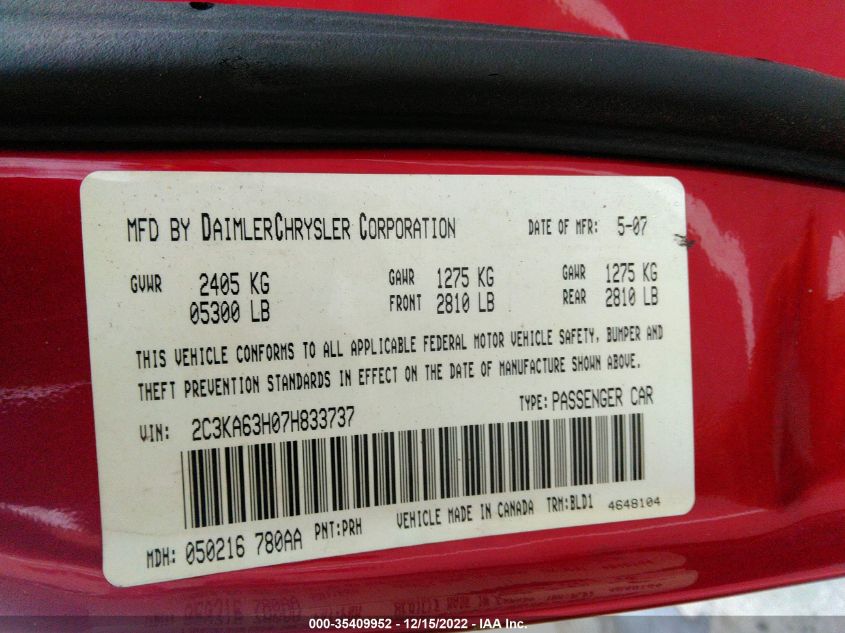 MFD BY DAIMLERCHRYSLER CORPORATION DATE OF MFR: 5-07
GVWR 2405 KG GAWR 1275 KG GAWR 1275 KG
05300 LB FRONT 2810 LB REAR 2810 LB
THIS VEHICLE CONFORMS TO ALL APPLICABLE FEDERAL MOTOR VEHICLE SAFETY, BUMPER AND
THEFT PREVENTION STANDARDS IN EFFECT ON THE DATE OF MANUFACTURE SHOWN ABOVE.
VIN: 2C3KA63H07H833737 TYPE: PASSENGER CAR
MDH: 050216 780AA PNT:PRH VEHICLE MADE IN CANADA TRM:BLD1 4648104
000-35409952 - 12/15/2022 - IAA Inc.